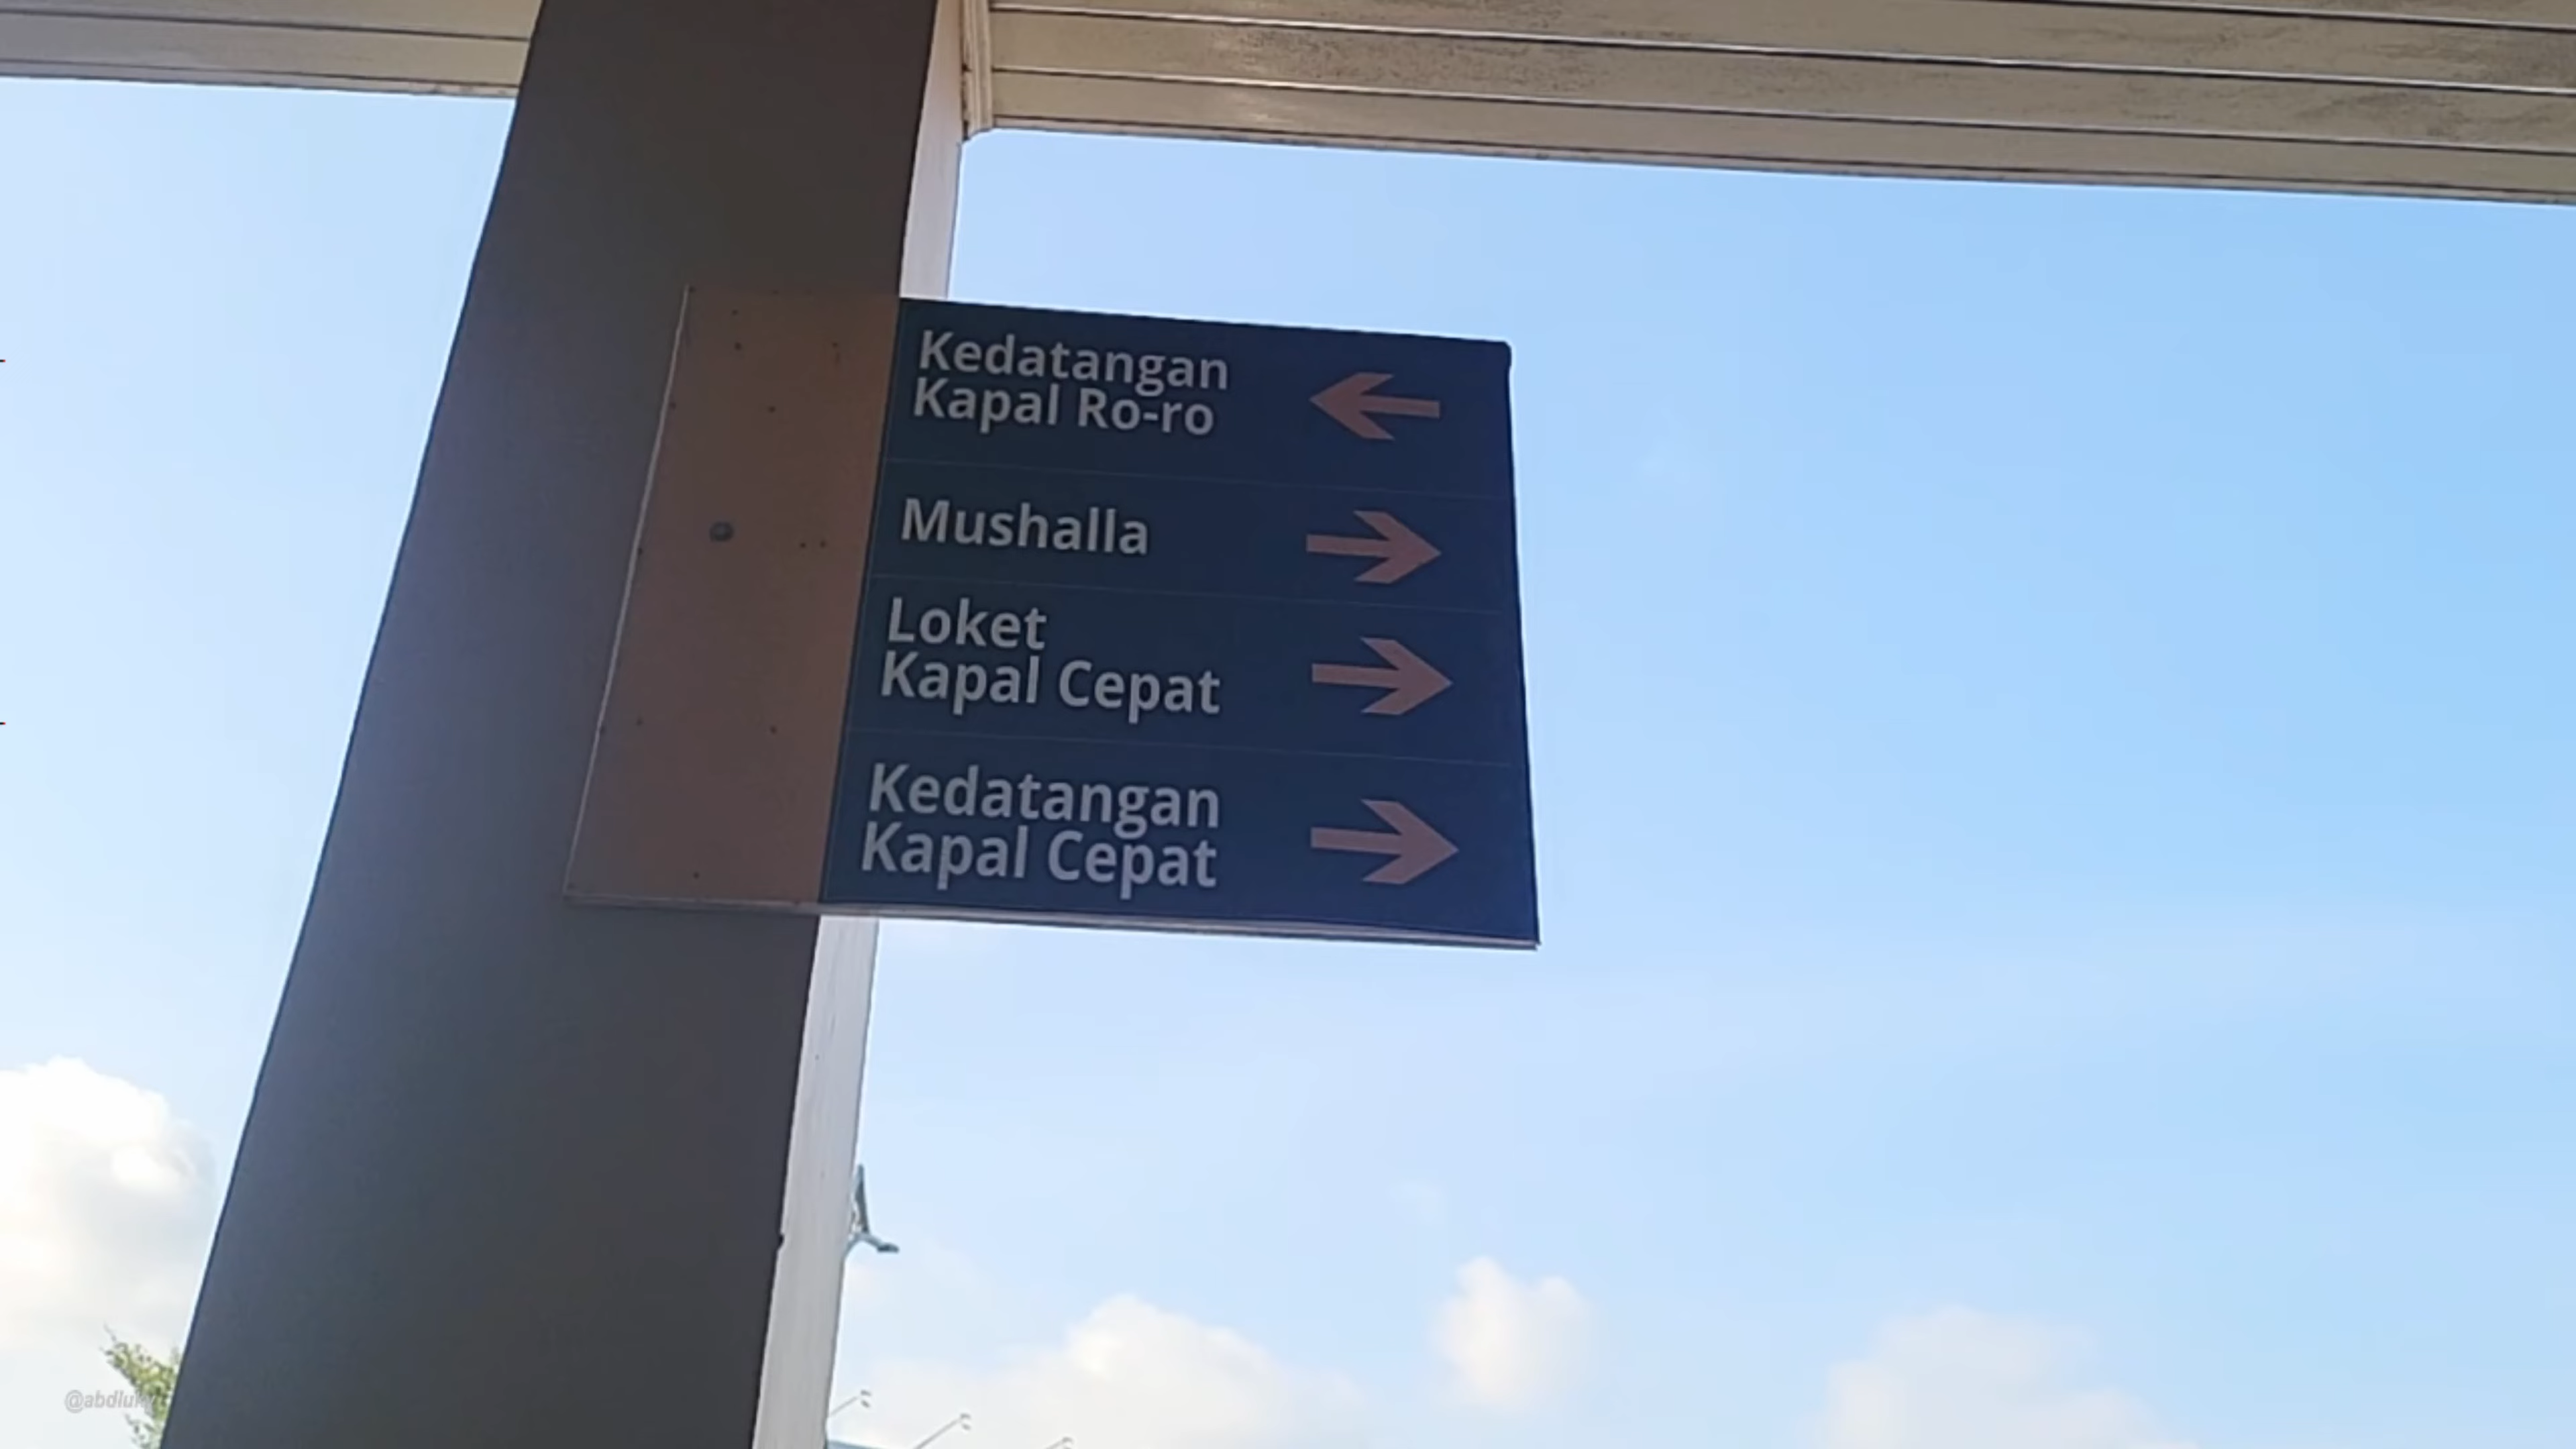 Kedatangan
Kapal Ro-ro
Mushalla
Loket
Kapal Cepat
Kedatangan
Kapal Cepat